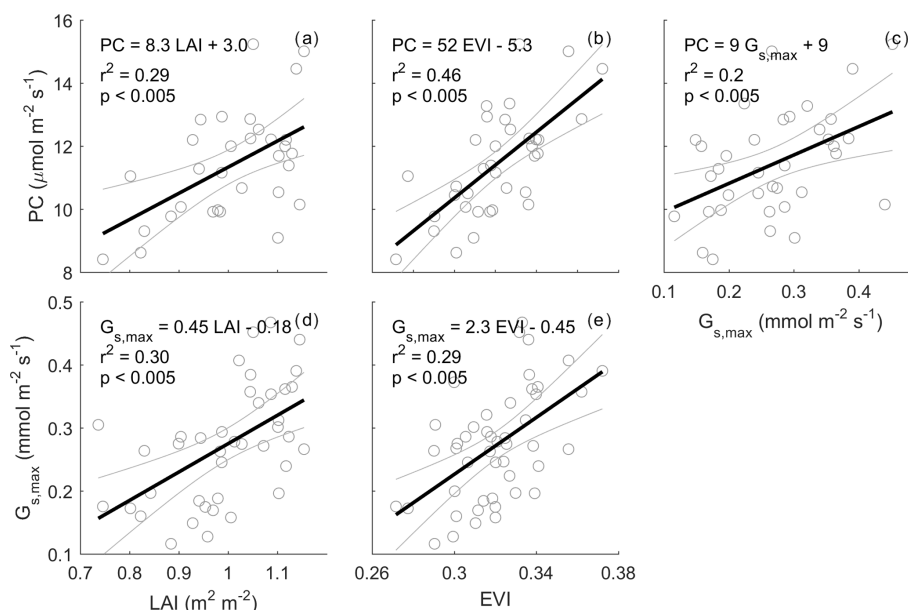 16
14
12
10
8
PC (μmol m-2 s-1)
PC = 8.3 LAI + 3.0
r2 = 0.29
p < 0.005
(a)
PC = 52 EVI - 5.3
r2 = 0.46
p < 0.005
(b)
PC = 9 Gs,max + 9
r2 = 0.2
p < 0.005
(c)
0.1 0.2 0.3 0.4
Gs,max (mmol m-2 s-1)
0.5
0.4
0.3
0.2
0.1
Gs,max (mmol m-2 s-1)
Gs,max = 0.45 LAI - 0.18
r2 = 0.30
p < 0.005
(d)
0.7 0.8 0.9 1 1.1
LAI (m2 m-2)
Gs,max = 2.3 EVI - 0.45
r2 = 0.29
p < 0.005
(e)
0.26 0.3 0.34 0.38
EVI